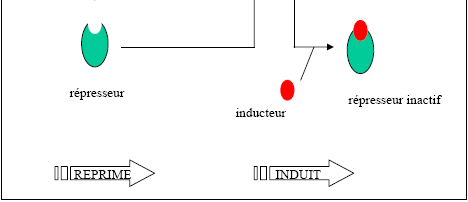 répresseur
inducteur
répresseur inactif
REPRIME
INDUIT